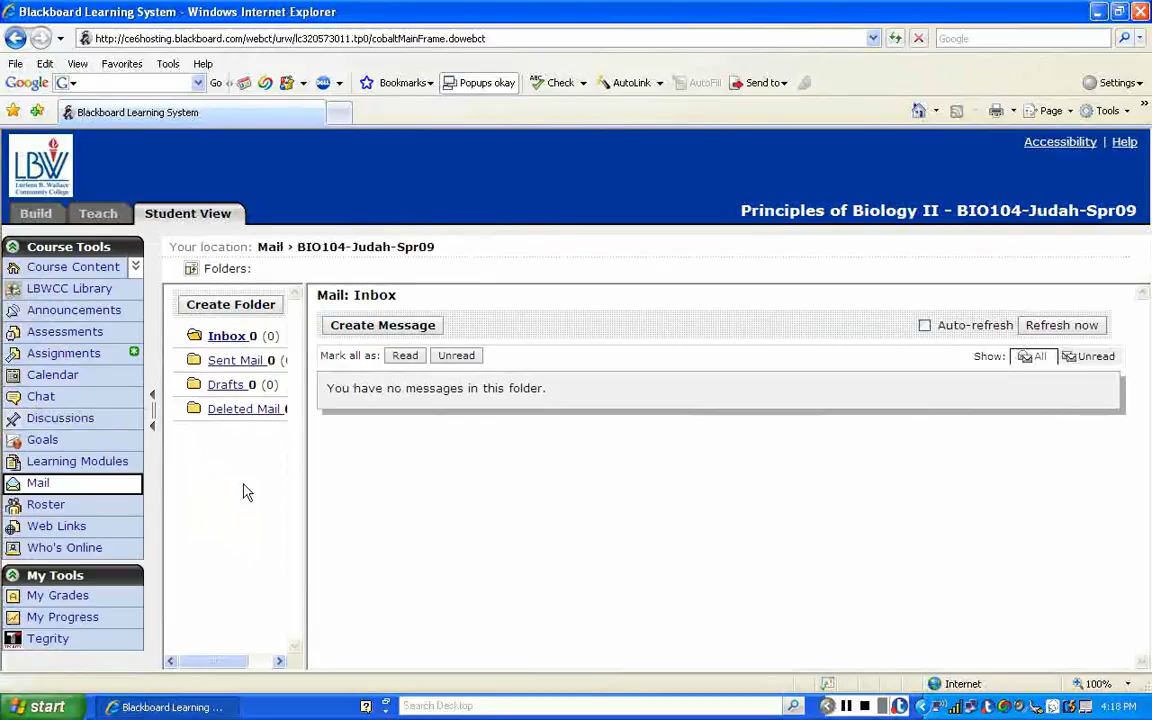 Blackboard Learning System - Windows Internet Explorer
http://ce6hosting.blackboard.com/webct/urw/lc320573011.tp0/cobaltMainFrame.dowebct
Google
File Edit View Favorites Tools Help
Google G Go Bookmarks Popups okay Check AutoLink AutoFill Send to Settings
Blackboard Learning System Page Tools
LBW
Lurleen B. Wallace
Community College
Accessibility | Help
Build Teach Student View
Principles of Biology II - BIO104-Judah-Spr09
Course Tools
Course Content
LBWCC Library
Announcements
Assessments
Assignments
Calendar
Chat
Discussions
Goals
Learning Modules
Mail
Roster
Web Links
Who's Online
My Tools
My Grades
My Progress
Tegrity
Your location: Mail › BIO104-Judah-Spr09
Folders:
Create Folder
Inbox 0 (0)
Sent Mail 0 (
Drafts 0 (0)
Deleted Mail
Mail: Inbox
Create Message Auto-refresh Refresh now
Mark all as: Read Unread Show: All Unread
You have no messages in this folder.
Internet 100%
start Blackboard Learning ... Search Desktop 4:18 PM